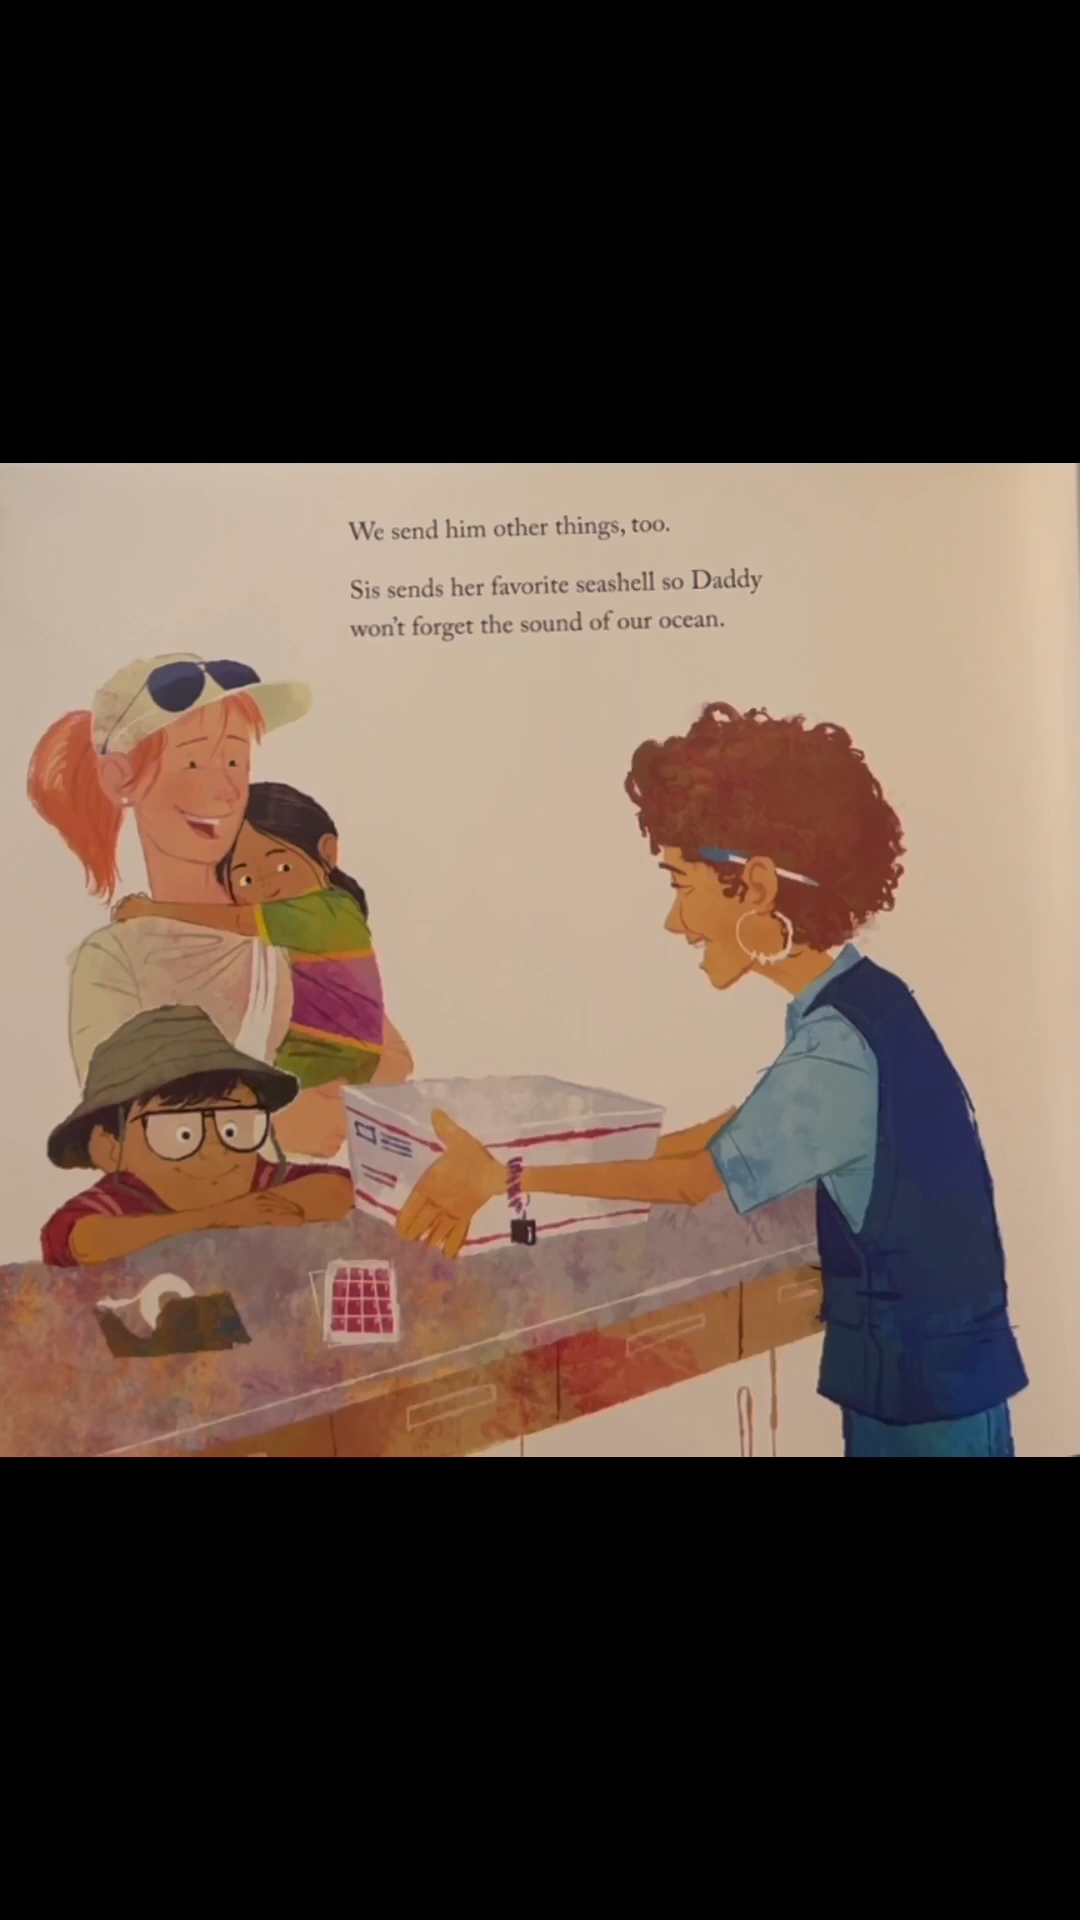 We send him other things, too.
Sis sends her favorite seashell so Daddy
won't forget the sound of our ocean.